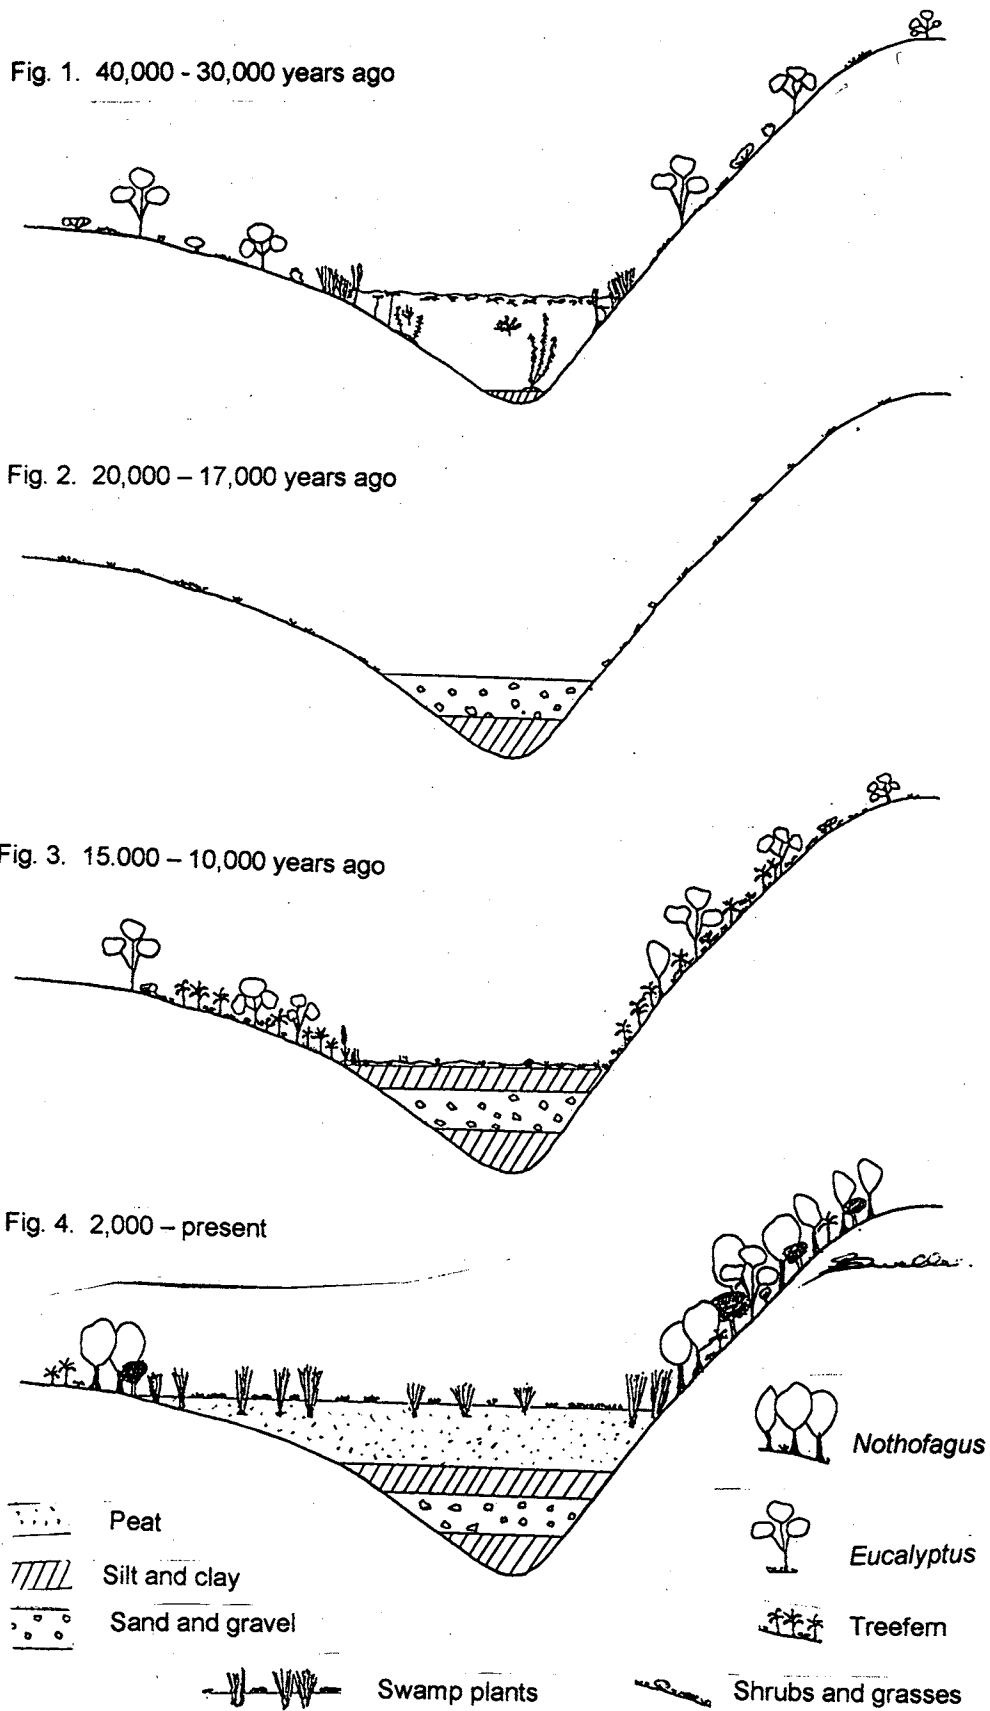 Fig. 1. 40,000 - 30,000 years ago
Fig. 2. 20,000 – 17,000 years ago
Fig. 3. 15.000 – 10,000 years ago
Fig. 4. 2,000 – present
Nothofagus
Peat
Eucalyptus
Silt and clay
Sand and gravel
Treefern
Swamp plants
Shrubs and grasses